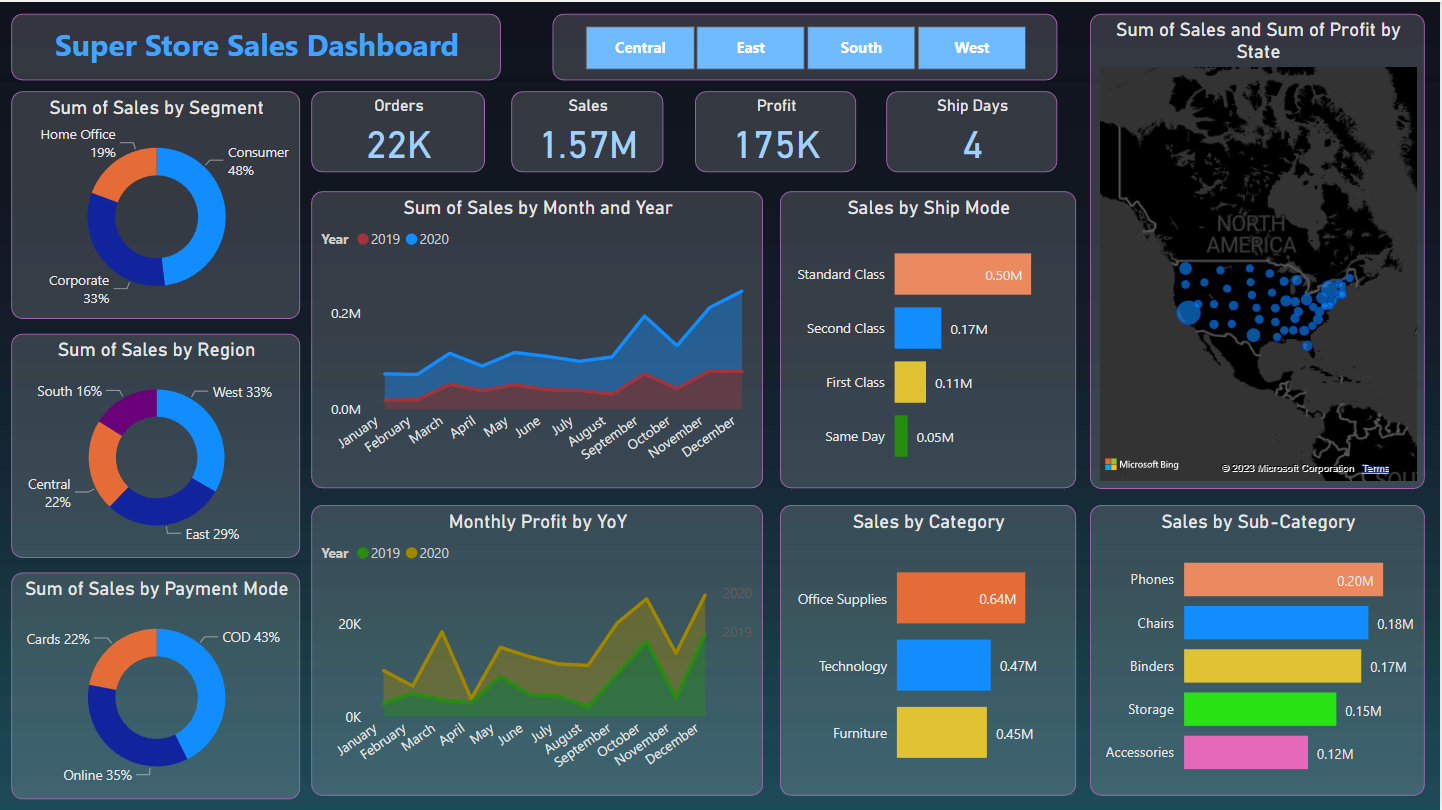 Super Store Sales Dashboard
Central
East
South
West
Sum of Sales and Sum of Profit by
State
NORTH
AMERICA
Microsoft Bing
© 2023 Microsoft Corporation Terms
Sum of Sales by Segment
Home Office
19%
Consumer
48%
Corporate
33%
Orders
22K
Sales
1.57M
Profit
175K
Ship Days
4
Sum of Sales by Month and Year
Year 2019 2020
0.2M
0.0M
January
February
March
April
May
June
July
August
September
October
November
December
Sales by Ship Mode
Standard Class 0.50M
Second Class 0.17M
First Class 0.11M
Same Day 0.05M
Sum of Sales by Region
South 16%
West 33%
Central
22%
East 29%
Sum of Sales by Payment Mode
Cards 22%
COD 43%
Online 35%
Monthly Profit by YoY
Year 2019 2020
2020
2019
20K
0K
January
February
March
April
May
June
July
August
September
October
November
December
Sales by Category
Office Supplies 0.64M
Technology 0.47M
Furniture 0.45M
Sales by Sub-Category
Phones 0.20M
Chairs 0.18M
Binders 0.17M
Storage 0.15M
Accessories 0.12M